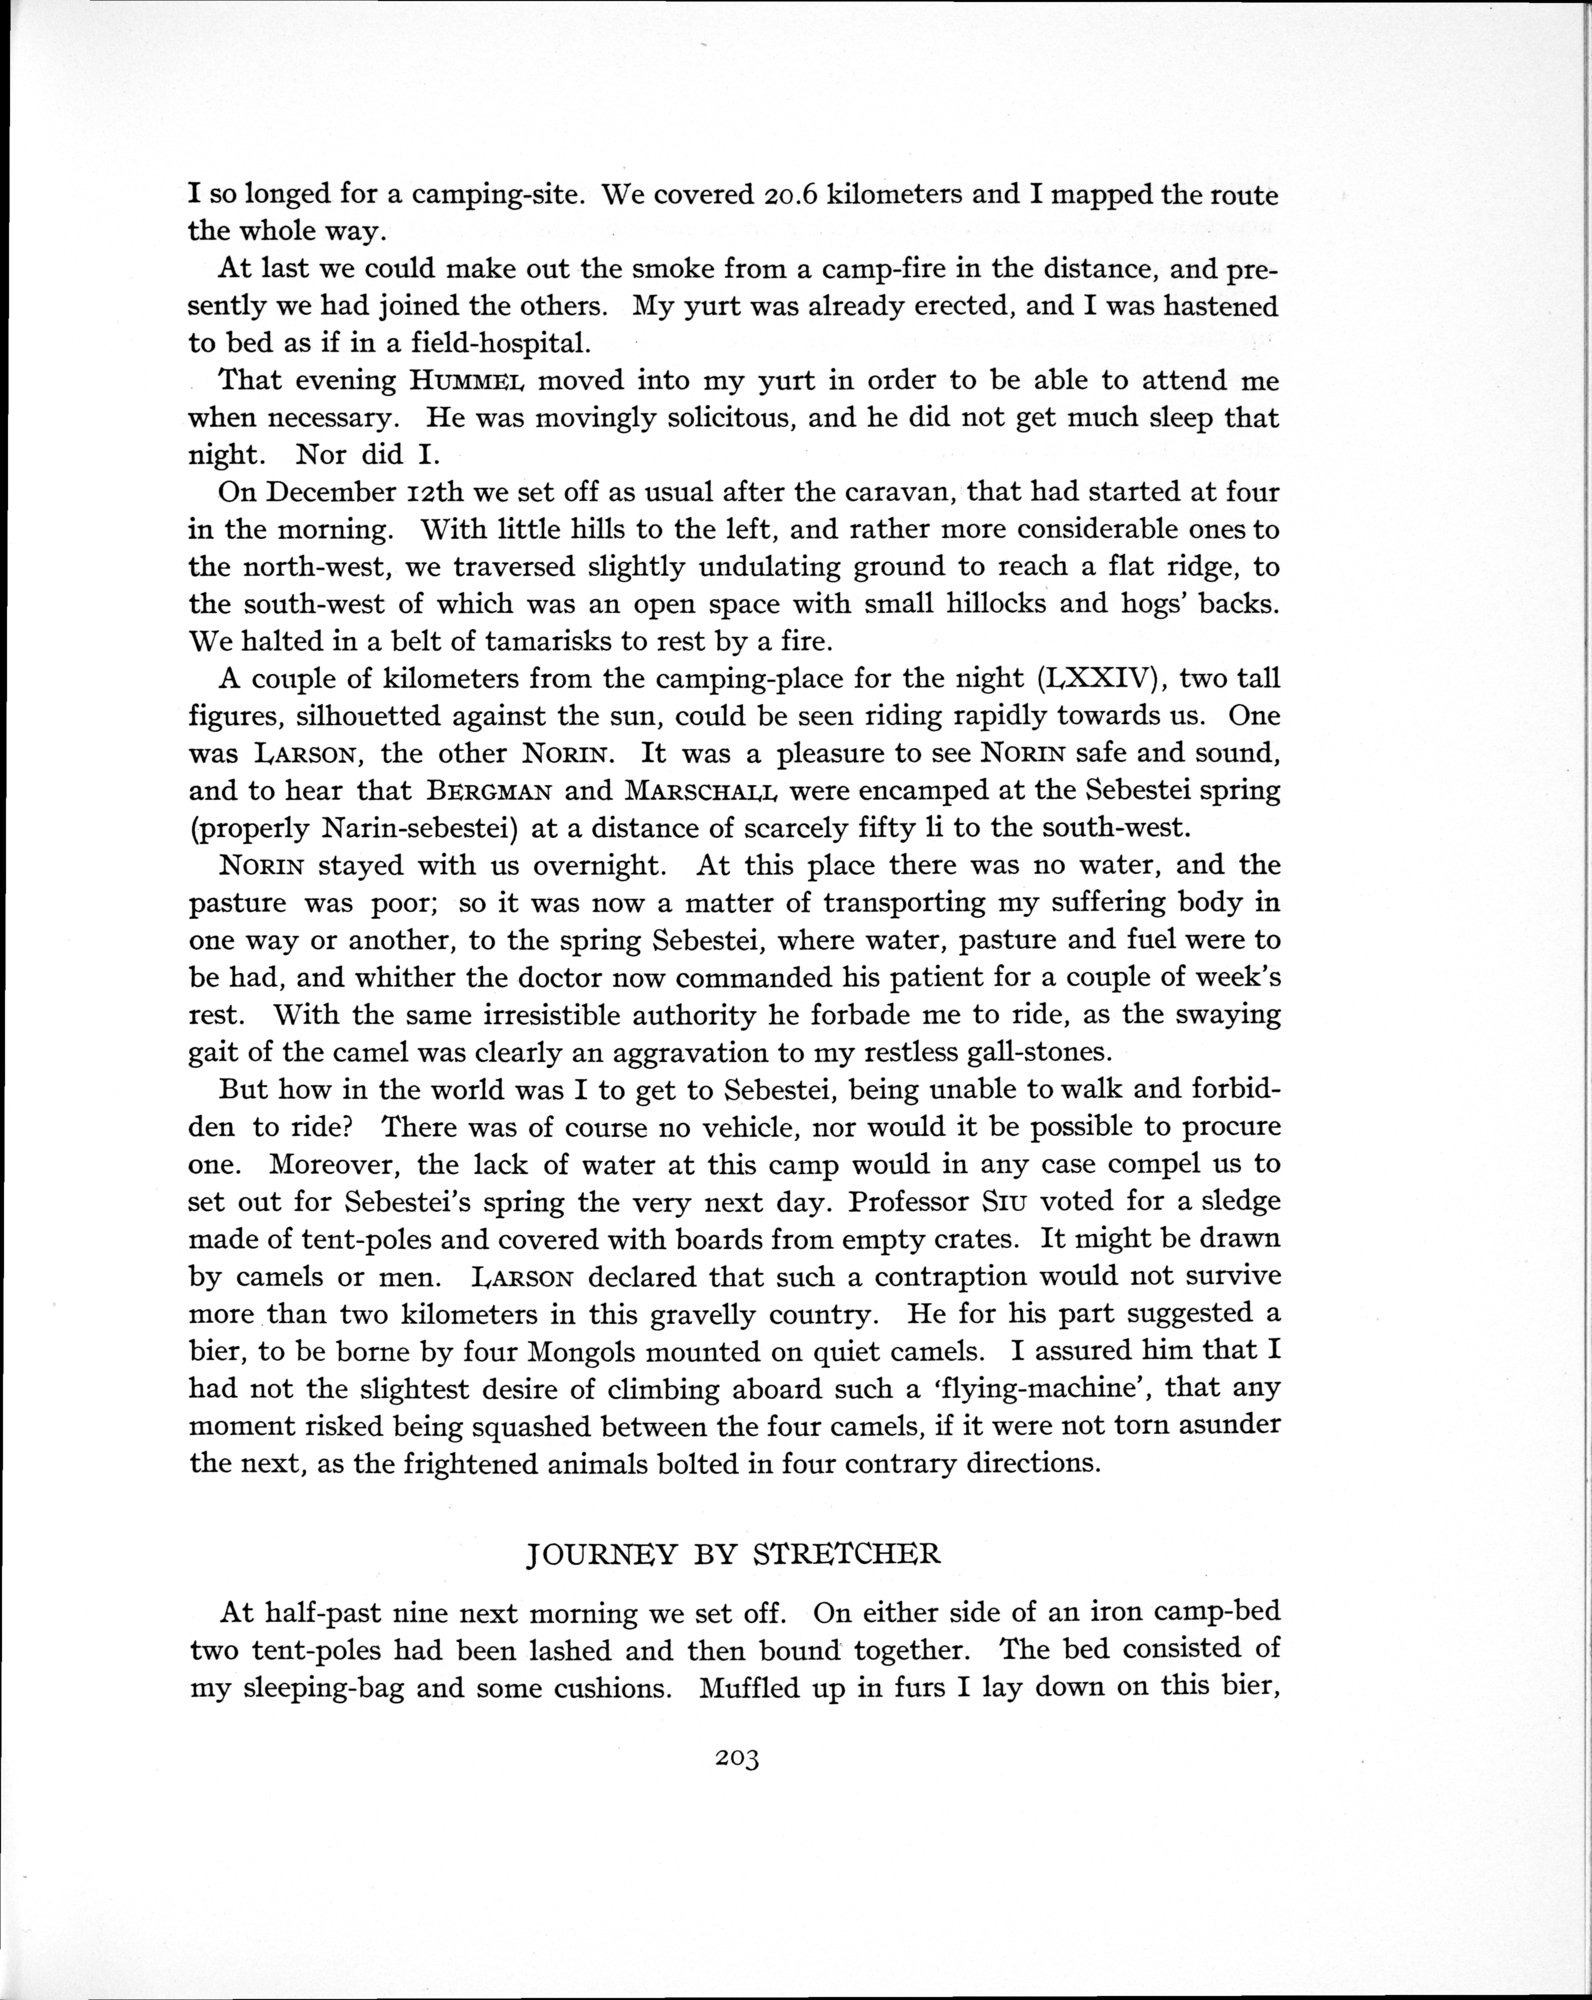 I so longed for a camping-site. We covered 20.6 kilometers and I mapped the route
the whole way.
At last we could make out the smoke from a camp-fire in the distance, and pre-
sently we had joined the others. My yurt was already erected, and I was hastened
to bed as if in a field-hospital.
That evening HUMMEL moved into my yurt in order to be able to attend me
when necessary. He was movingly solicitous, and he did not get much sleep that
night. Nor did I.
On December 12th we set off as usual after the caravan, that had started at four
in the morning. With little hills to the left, and rather more considerable ones to
the north-west, we traversed slightly undulating ground to reach a flat ridge, to
the south-west of which was an open space with small hillocks and hogs' backs.
We halted in a belt of tamarisks to rest by a fire.
A couple of kilometers from the camping-place for the night (LXXIV), two tall
figures, silhouetted against the sun, could be seen riding rapidly towards us. One
was LARSON, the other NORIN. It was a pleasure to see NORIN safe and sound,
and to hear that BERGMAN and MARSCHALL were encamped at the Sebestei spring
(properly Narin-sebestei) at a distance of scarcely fifty li to the south-west.
NORIN stayed with us overnight. At this place there was no water, and the
pasture was poor; so it was now a matter of transporting my suffering body in
one way or another, to the spring Sebestei, where water, pasture and fuel were to
be had, and whither the doctor now commanded his patient for a couple of week's
rest. With the same irresistible authority he forbade me to ride, as the swaying
gait of the camel was clearly an aggravation to my restless gall-stones.
But how in the world was I to get to Sebestei, being unable to walk and forbid-
den to ride? There was of course no vehicle, nor would it be possible to procure
one. Moreover, the lack of water at this camp would in any case compel us to
set out for Sebestei's spring the very next day. Professor SIU voted for a sledge
made of tent-poles and covered with boards from empty crates. It might be drawn
by camels or men. LARSON declared that such a contraption would not survive
more than two kilometers in this gravelly country. He for his part suggested a
bier, to be borne by four Mongols mounted on quiet camels. I assured him that I
had not the slightest desire of climbing aboard such a 'flying-machine', that any
moment risked being squashed between the four camels, if it were not torn asunder
the next, as the frightened animals bolted in four contrary directions.
JOURNEY BY STRETCHER
At half-past nine next morning we set off. On either side of an iron camp-bed
two tent-poles had been lashed and then bound together. The bed consisted of
my sleeping-bag and some cushions. Muffled up in furs I lay down on this bier,
203